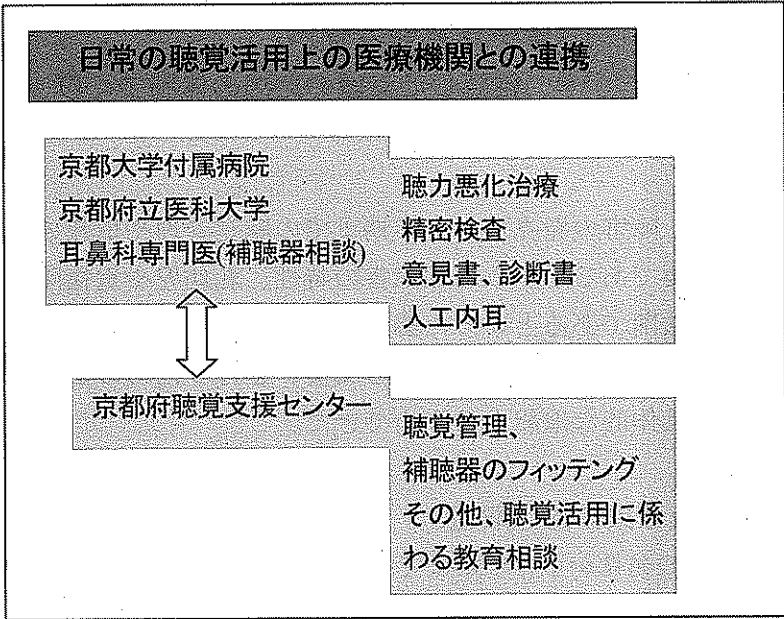 日常の聴覚活用上の医療機関との連携
京都大学付属病院
京都府立医科大学
耳鼻科専門医(補聴器相談)
聴力悪化治療
精密検査
意見書、診断書
人工内耳
京都府聴覚支援センター
聴覚管理、
補聴器のフィッテング
その他、聴覚活用に係
わる教育相談